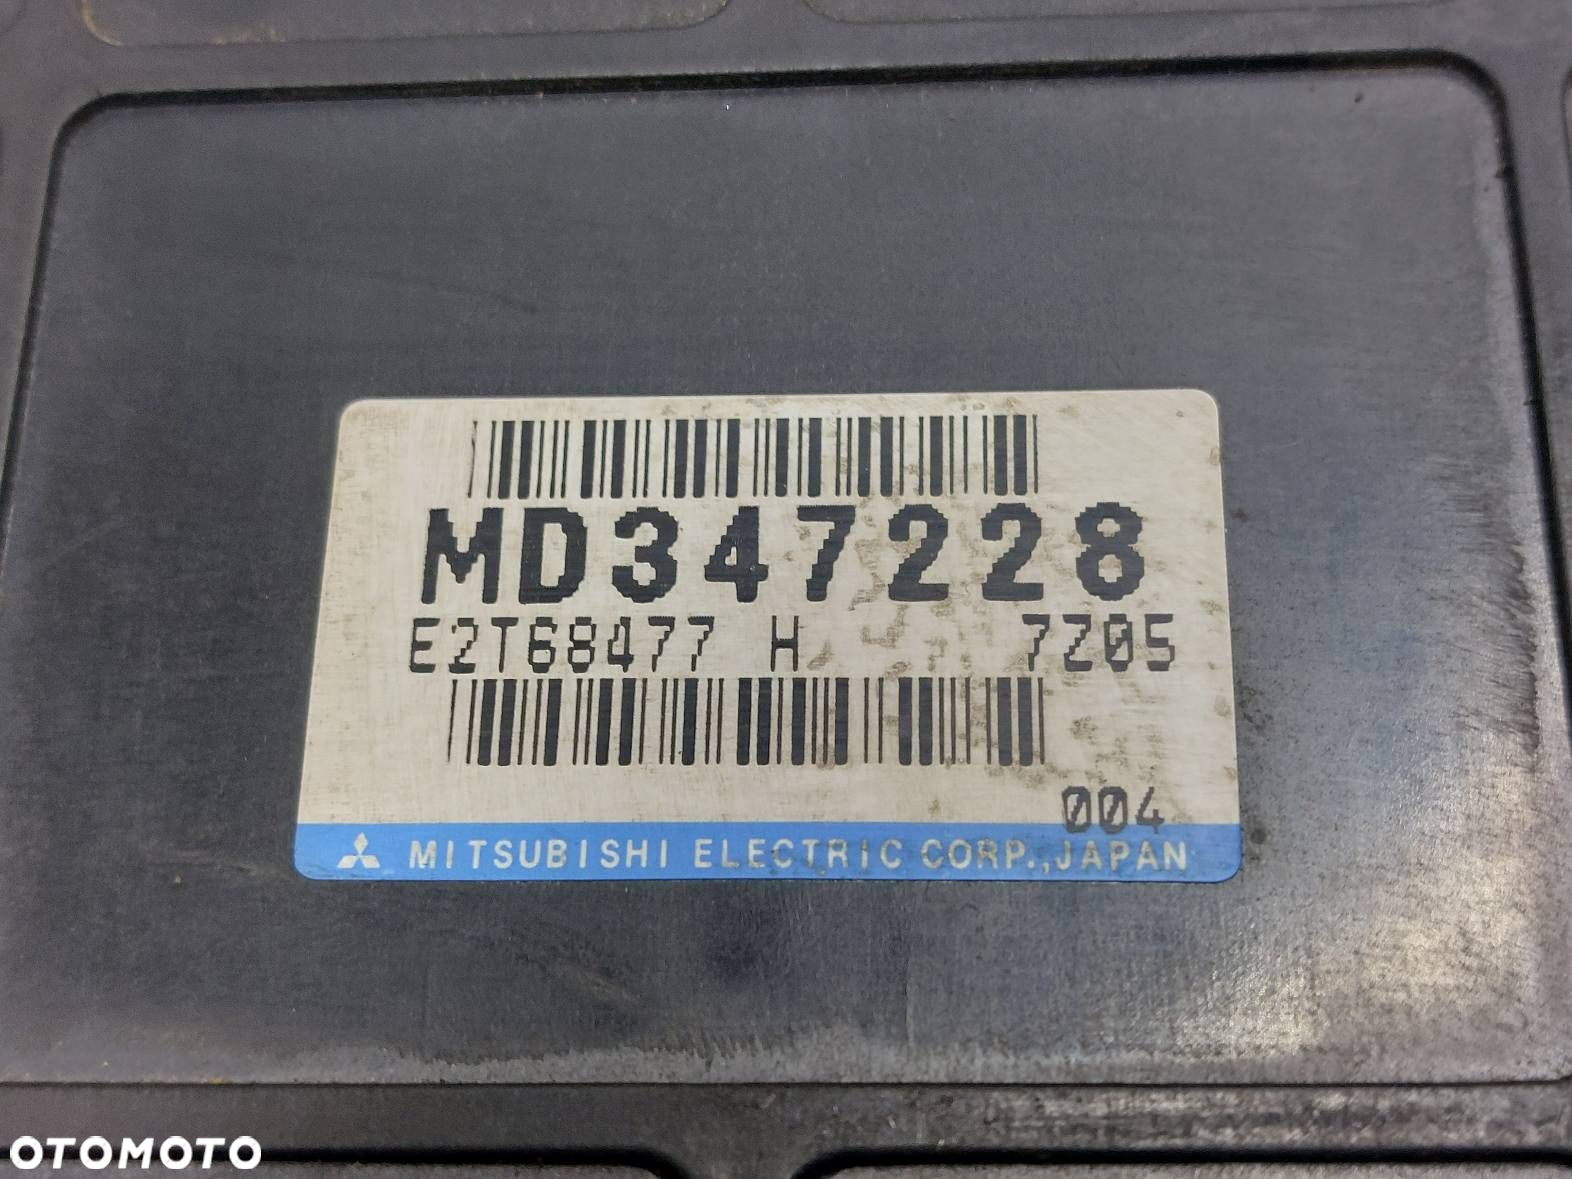 MD347228
E2T68477 H 7Z05
004
MITSUBISHI ELECTRIC CORP.,JAPAN
OTOMOTO